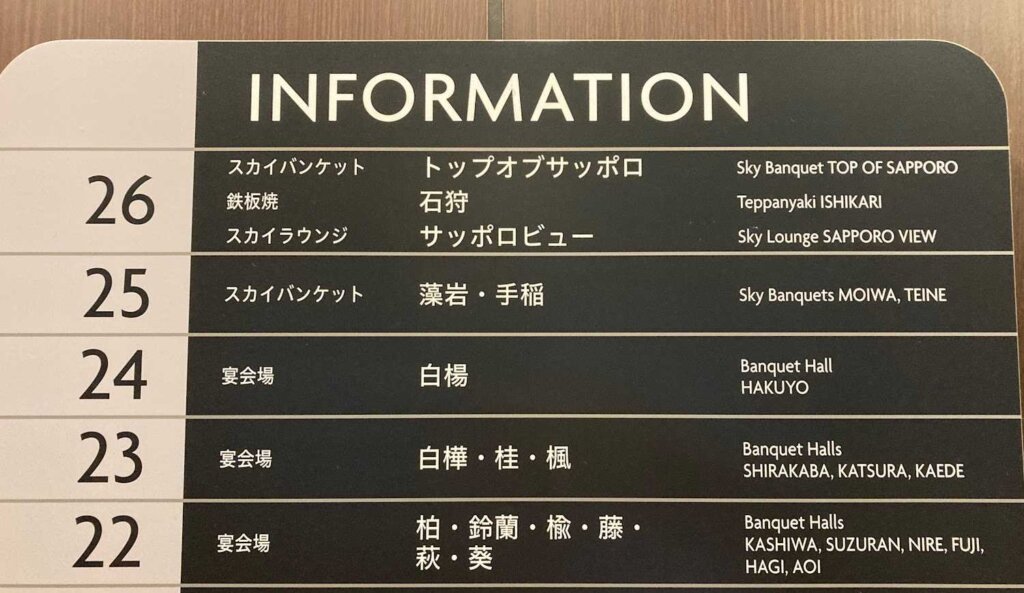 INFORMATION
26
スカイバンケット トップオブサッポロ Sky Banquet TOP OF SAPPORO
鉄板焼 石狩 Teppanyaki ISHIKARI
スカイラウンジ サッポロビュー Sky Lounge SAPPORO VIEW
25 スカイバンケット 藻岩・手稲 Sky Banquets MOIWA, TEINE
24 宴会場 白楊 Banquet Hall
HAKUYO
23 宴会場 白樺・桂・楓 Banquet Halls
SHIRAKABA, KATSURA, KAEDE
22 宴会場 柏・鈴蘭・楡・藤・
萩・葵
Banquet Halls
KASHIWA, SUZURAN, NIRE, FUJI,
HAGI, AOI